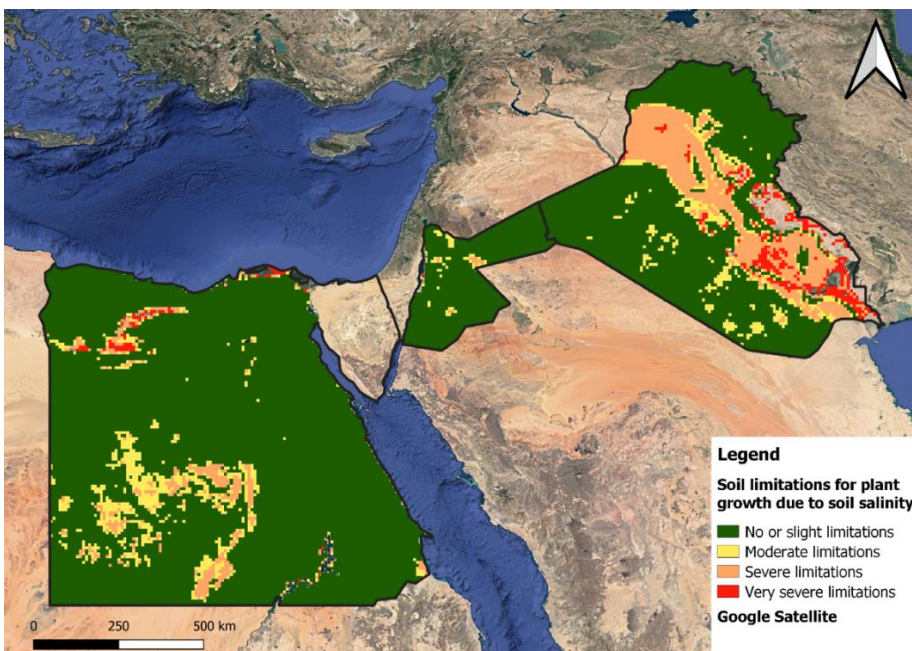 Legend
Soil limitations for plant
growth due to soil salinity
No or slight limitations
Moderate limitations
Severe limitations
Very severe limitations
Google Satellite
0 250 500 km